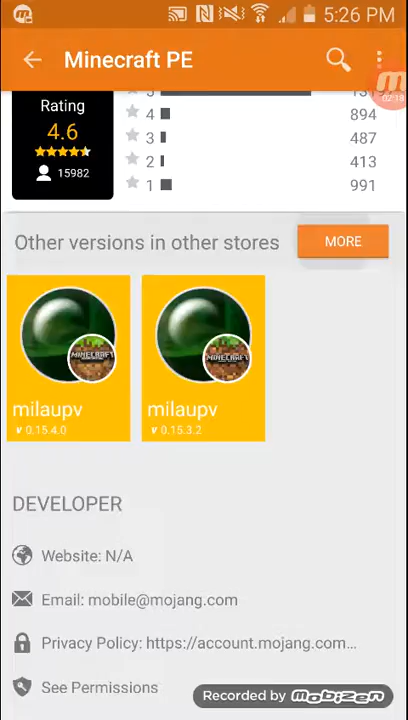 5:26 PM
Minecraft PE
02:18
Rating
4.6
15982
4 894
3 487
2 413
1 991
Other versions in other stores
MORE
milaupv
v 0.15.4.0
milaupv
v 0.15.3.2
DEVELOPER
Website: N/A
Email: mobile@mojang.com
Privacy Policy: https://account.mojang.com...
See Permissions
Recorded by mobizen